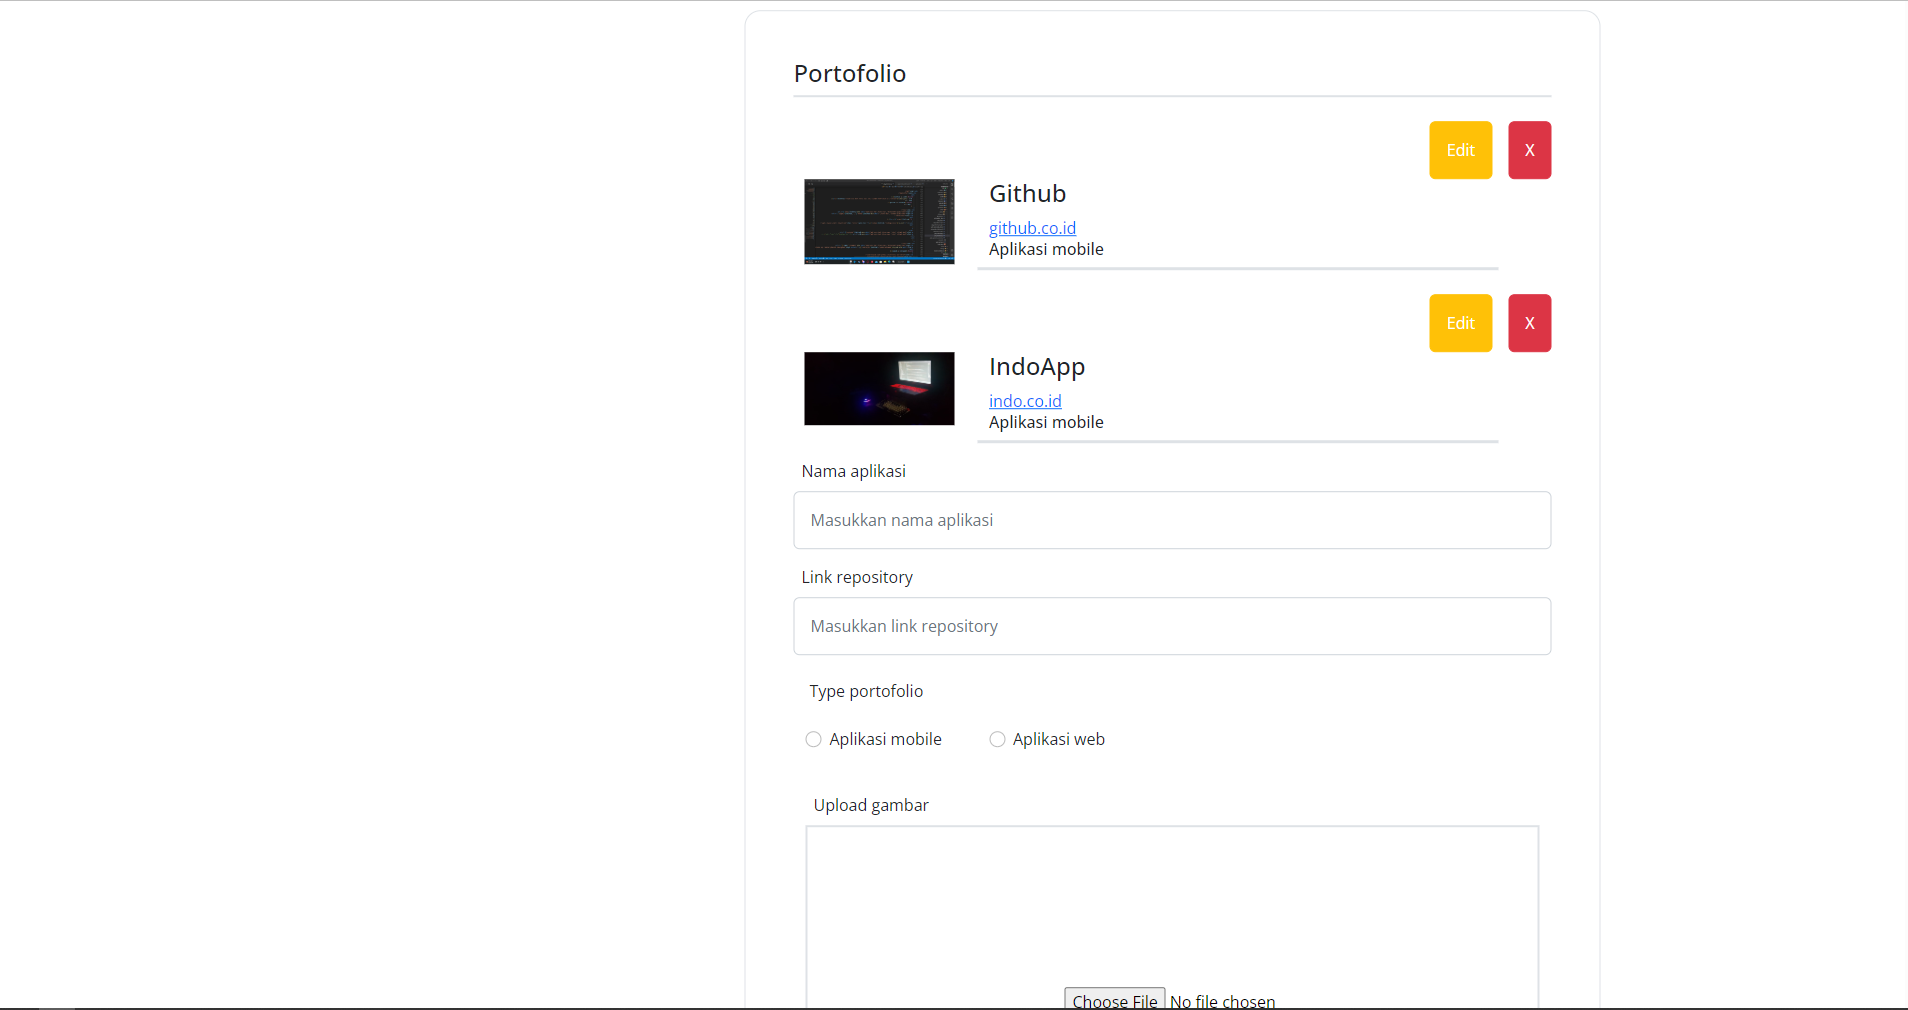 Portofolio
Edit X
Github
github.co.id
Aplikasi mobile
Edit X
IndoApp
indo.co.id
Aplikasi mobile
Nama aplikasi
Masukkan nama aplikasi
Link repository
Masukkan link repository
Type portofolio
Aplikasi mobile Aplikasi web
Upload gambar
Choose File No file chosen